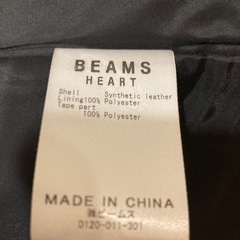 BEAMS
HEART
Shell Synthetic leather
Lining100% Polyester
Tape part
100% Polyester
MADE IN CHINA
㈱ビームス
0120-011-301